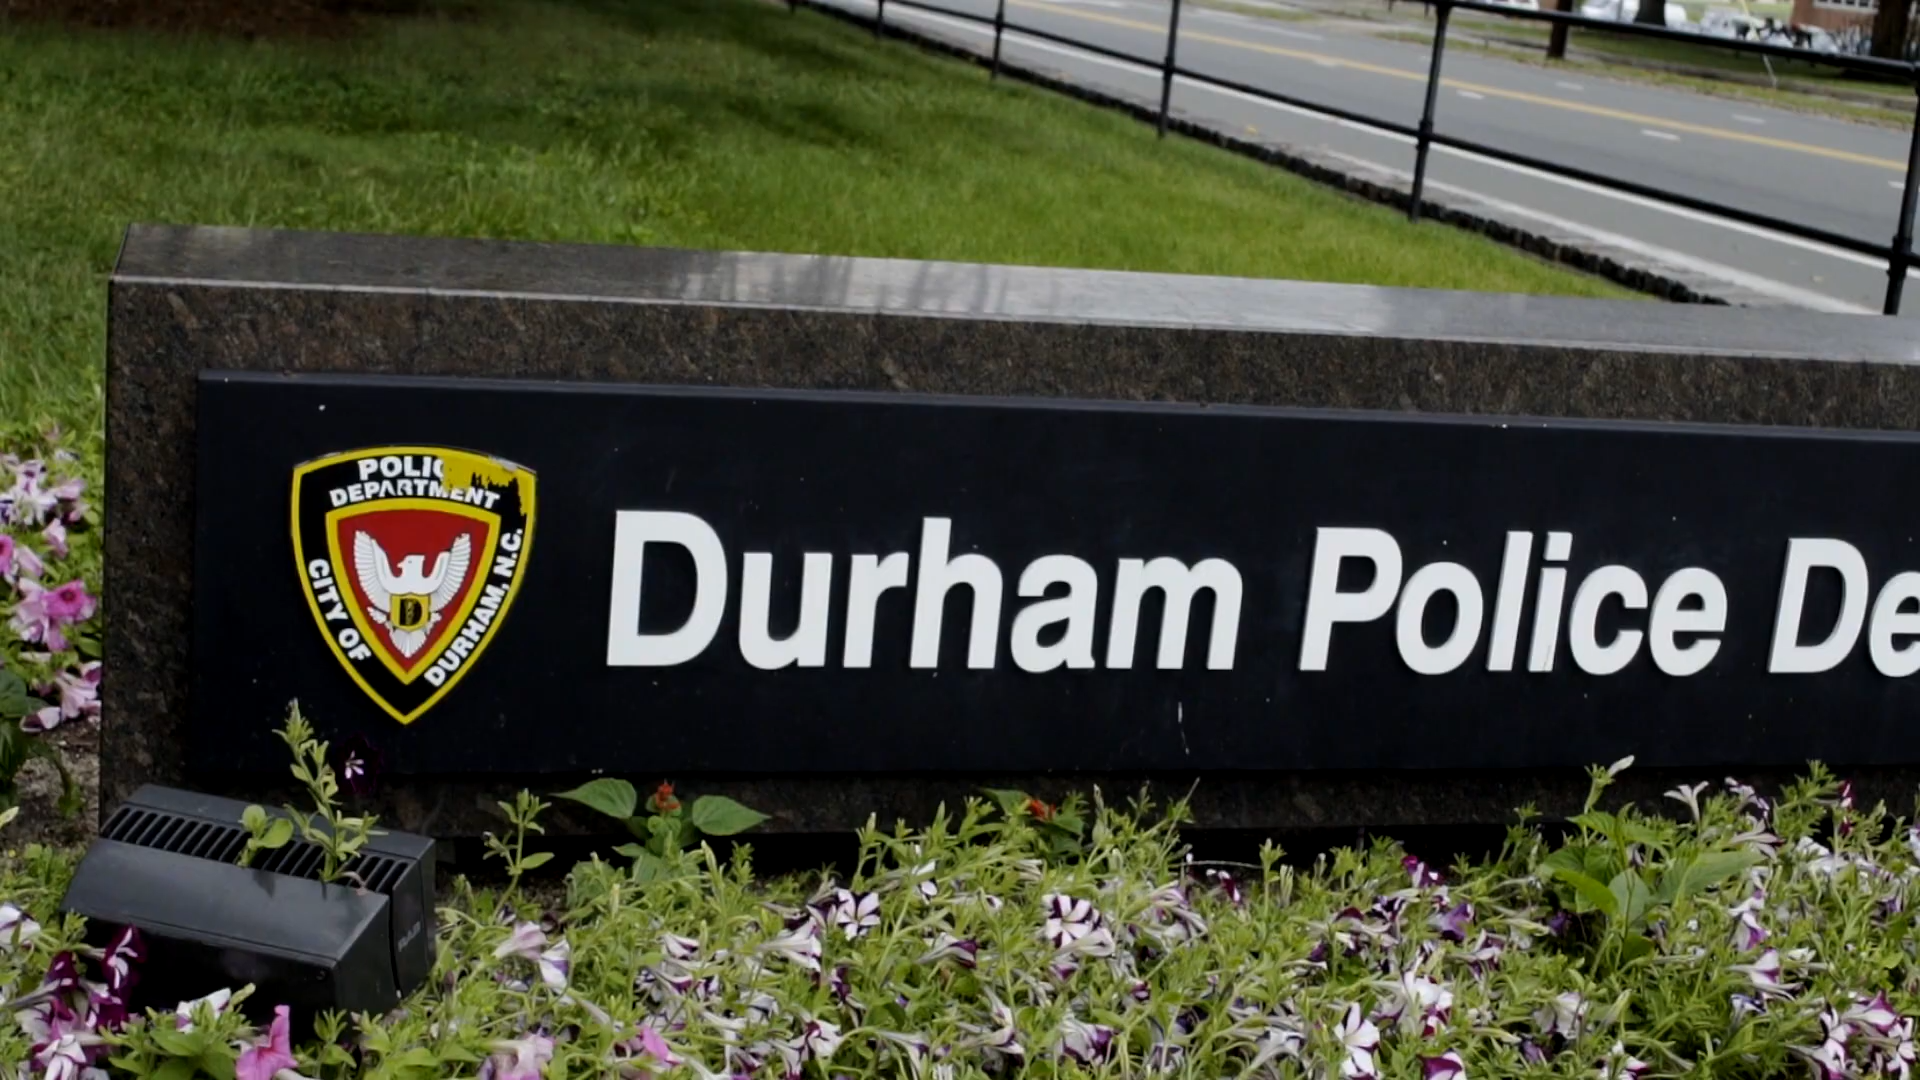 POLIC
DEPARTMENT
CITY OF
DURHAM, N.C.
Durham Police De